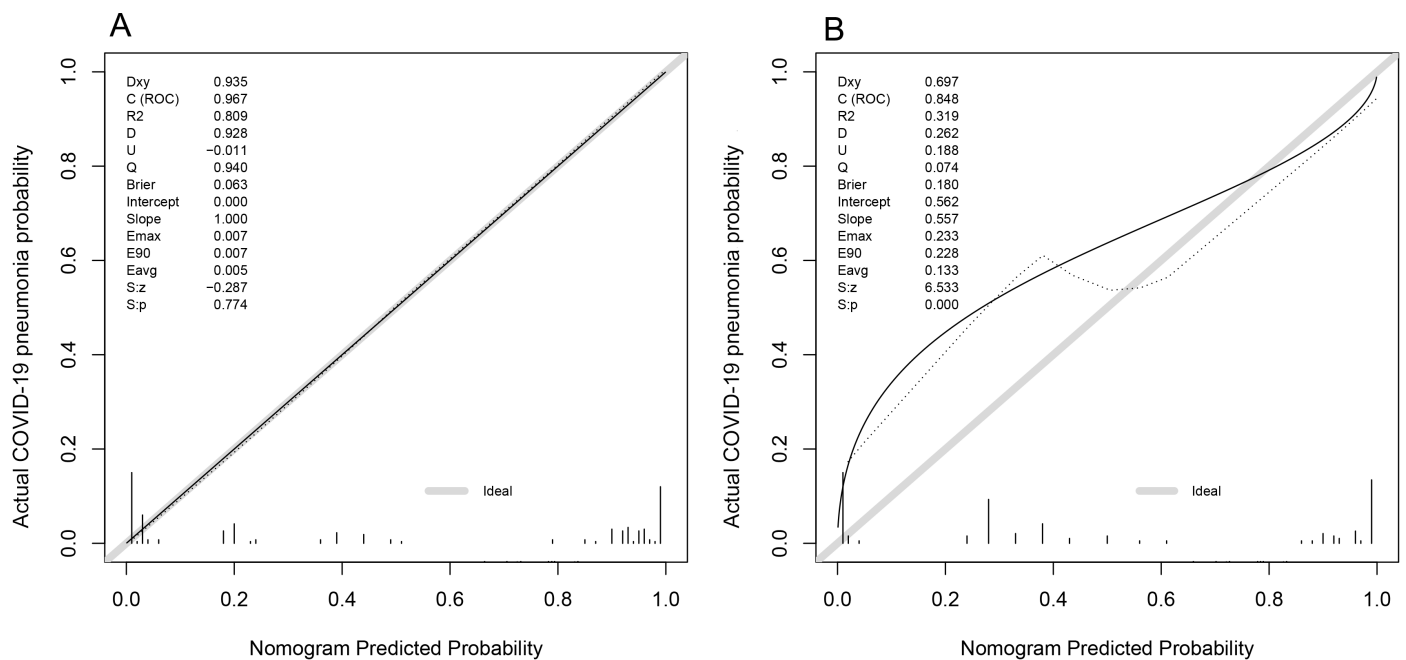 A
Actual COVID-19 pneumonia probability
1.0
0.8
0.6
0.4
0.2
0.0
Dxy 0.935
C (ROC) 0.967
R2 0.809
D 0.928
U −0.011
Q 0.940
Brier 0.063
Intercept 0.000
Slope 1.000
Emax 0.007
E90 0.007
Eavg 0.005
S:z −0.287
S:p 0.774
Ideal
0.0 0.2 0.4 0.6 0.8 1.0
Nomogram Predicted Probability
B
Actual COVID-19 pneumonia probability
1.0
0.8
0.6
0.4
0.2
0.0
Dxy 0.697
C (ROC) 0.848
R2 0.319
D 0.262
U 0.188
Q 0.074
Brier 0.180
Intercept 0.562
Slope 0.557
Emax 0.233
E90 0.228
Eavg 0.133
S:z 6.533
S:p 0.000
Ideal
0.0 0.2 0.4 0.6 0.8 1.0
Nomogram Predicted Probability